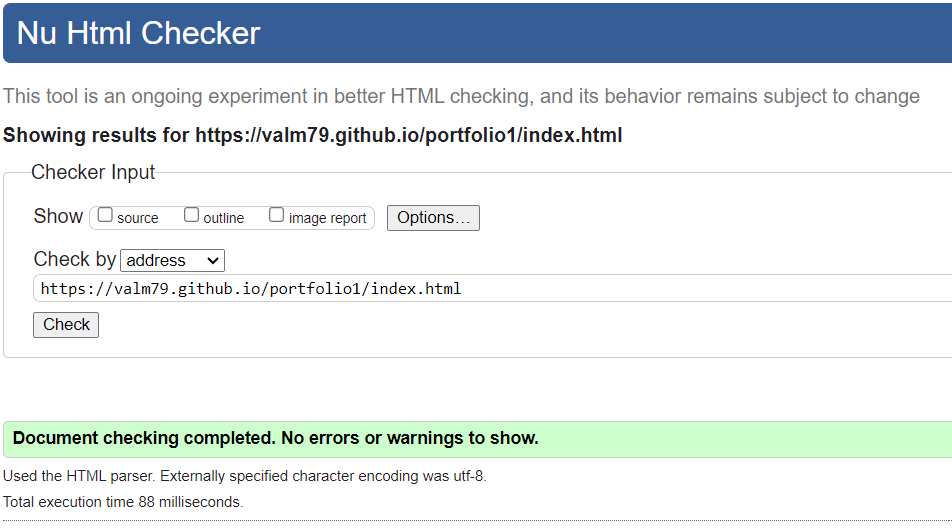 Nu Html Checker
This tool is an ongoing experiment in better HTML checking, and its behavior remains subject to change
Showing results for https://valm79.github.io/portfolio1/index.html
Checker Input
Show source outline image report Options…
Check by address
https://valm79.github.io/portfolio1/index.html
Check
Document checking completed. No errors or warnings to show.
Used the HTML parser. Externally specified character encoding was utf-8.
Total execution time 88 milliseconds.